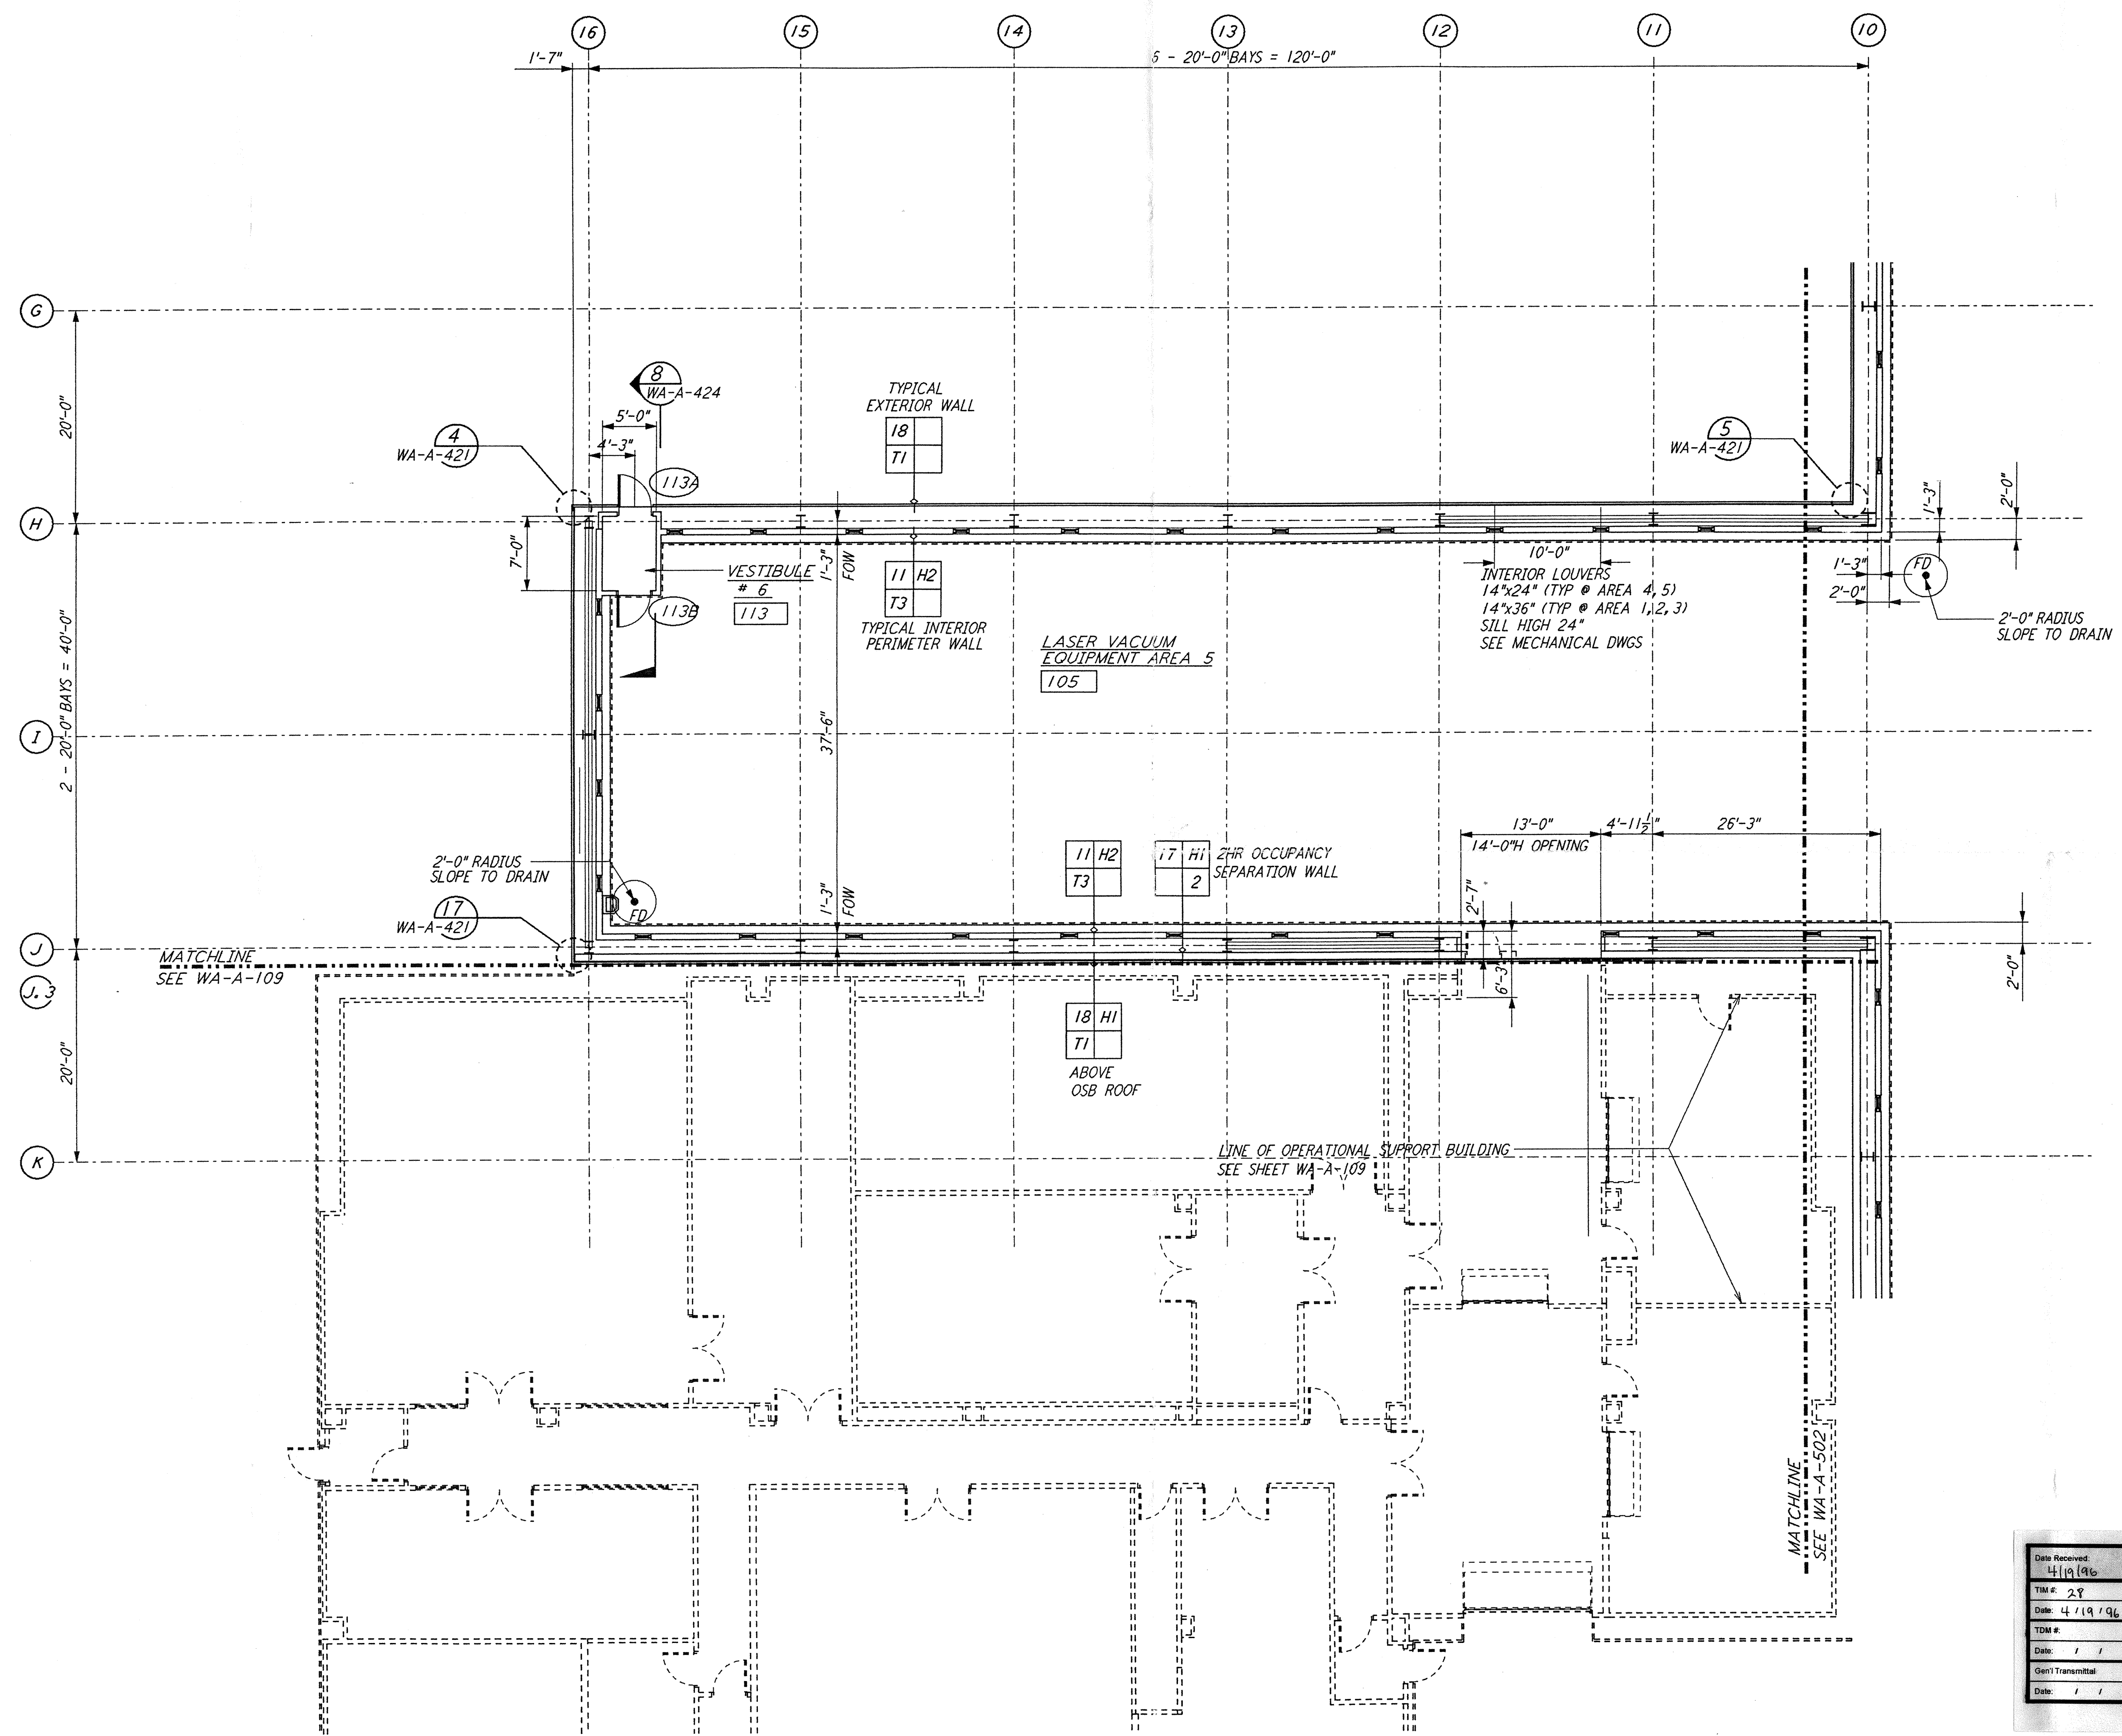 16
15
14
13
12
11
10
1'-7"
6 - 20'-0" BAYS = 120'-0"
G
20'-0"
8
WA-A-424
5'-0"
4'-3"
4
WA-A-421
TYPICAL
EXTERIOR WALL
18
T1
5
WA-A-421
113A
H
1'-3"
2'-0"
7'-0"
VESTIBULE
# 6
113
113B
1'-3"
FOW
11 H2
T3
TYPICAL INTERIOR
PERIMETER WALL
10'-0"
INTERIOR LOUVERS
14"x24" (TYP @ AREA 4, 5)
14"x36" (TYP @ AREA 1, 2, 3)
SILL HIGH 24"
SEE MECHANICAL DWGS
1'-3"
2'-0"
FD
2'-0" RADIUS
SLOPE TO DRAIN
LASER VACUUM
EQUIPMENT AREA 5
105
2 - 20'-0" BAYS = 40'-0"
I
37'-6"
13'-0"
4'-11 1/2"
26'-3"
14'-0"H OPENING
2'-0" RADIUS
SLOPE TO DRAIN
FD
17
WA-A-421
1'-3"
FOW
11 H2
T3
17 H1
2
2HR OCCUPANCY
SEPARATION WALL
2'-7"
6'-3"
2'-0"
J
MATCHLINE
SEE WA-A-109
J.3
20'-0"
18 H1
T1
ABOVE
OSB ROOF
K
LINE OF OPERATIONAL SUPPORT BUILDING
SEE SHEET WA-A-109
MATCHLINE
SEE WA-A-502
Date Received:
4/19/96
TIM #: 28
Date: 4 / 19 / 96
TDM #:
Date: / /
Gen'l Transmittal
Date: / /